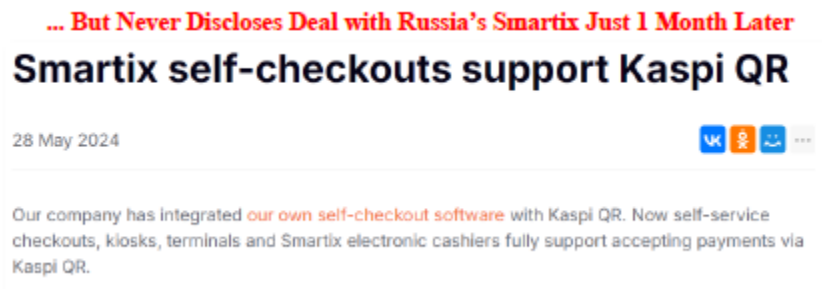 ... But Never Discloses Deal with Russia's Smartix Just 1 Month Later
Smartix self-checkouts support Kaspi QR
28 May 2024
Our company has integrated our own self-checkout software with Kaspi QR. Now self-service
checkouts, kiosks, terminals and Smartix electronic cashiers fully support accepting payments via
Kaspi QR.